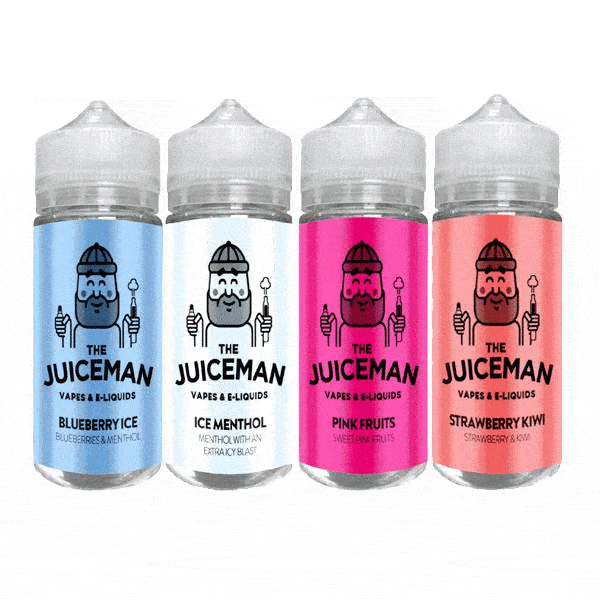 THE
JUICEMAN
VAPES & E-LIQUIDS
BLUEBERRY ICE
BLUEBERRIES & MENTHOL
THE
JUICEMAN
VAPES & E-LIQUIDS
ICE MENTHOL
MENTHOL WITH AN
EXTRA ICY BLAST
THE
JUICEMAN
VAPES & E-LIQUIDS
PINK FRUITS
SWEET PINK FRUITS
THE
JUICEMAN
VAPES & E-LIQUIDS
STRAWBERRY KIWI
STRAWBERRY & KIWI